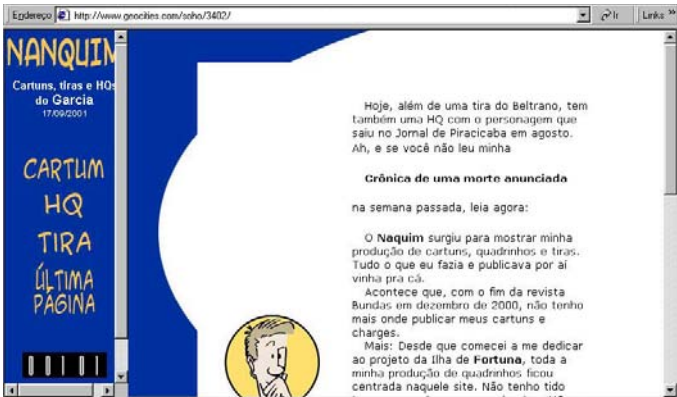 Endereço http://www.geocities.com/soho/3402/ Ir Links »
NANQUIM
Cartuns, tiras e HQs
do Garcia
17/09/2001
CARTUM
HQ
TIRA
ÚLTIMA
PÁGINA
00101
Hoje, além de uma tira do Beltrano, tem
também uma HQ com o personagem que
saiu no Jornal de Piracicaba em agosto.
Ah, e se você não leu minha
Crônica de uma morte anunciada
na semana passada, leia agora:
O Naquim surgiu para mostrar minha
produção de cartuns, quadrinhos e tiras.
Tudo o que eu fazia e publicava por aí
vinha pra cá.
Acontece que, com o fim da revista
Bundas em dezembro de 2000, não tenho
mais onde publicar meus cartuns e
charges.
Mais: Desde que comecei a me dedicar
ao projeto da Ilha de Fortuna, toda a
minha produção de quadrinhos ficou
centrada naquele site. Não tenho tido